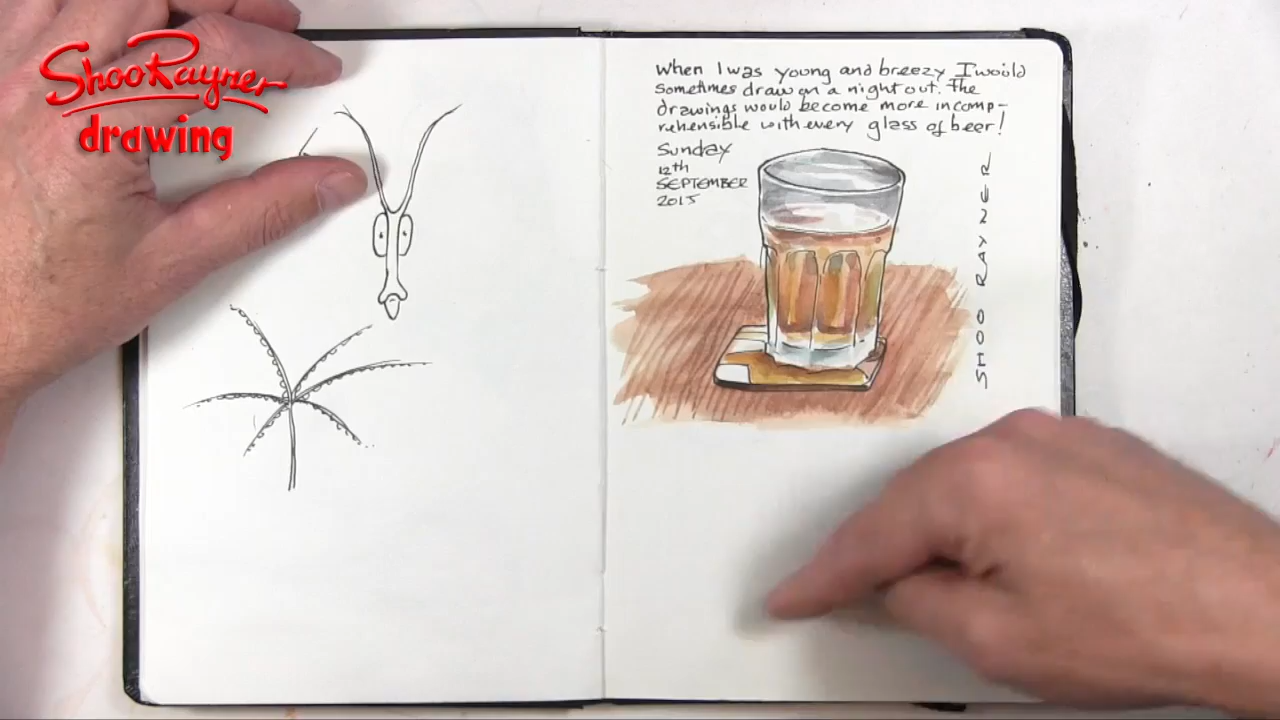 ShooRayner
drawing
When I was young and breezy I would
sometimes draw on a night out. The
drawings would become more incomp-
rehensible with every glass of beer!
Sunday
12th
SEPTEMBER
2015
SHOO RAYNER